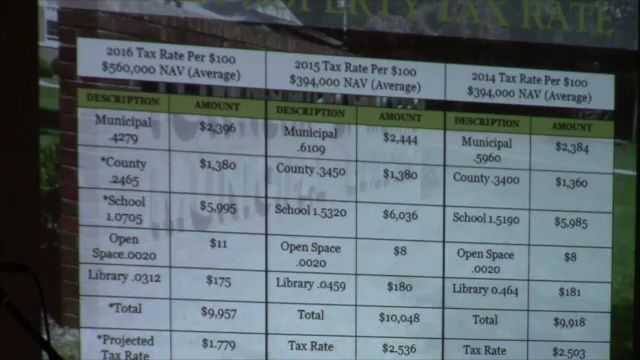 PROPERTY TAX RATE
2016 Tax Rate Per $100
$560,000 NAV (Average)
2015 Tax Rate Per $100
$394,000 NAV (Average)
2014 Tax Rate Per $100
$394,000 NAV (Average)
DESCRIPTION AMOUNT DESCRIPTION AMOUNT DESCRIPTION AMOUNT
Municipal .4279 $2,396 Municipal .6109 $2,444 Municipal .5960 $2,384
*County .2465 $1,380 County .3450 $1,380 County .3400 $1,360
*School 1.0705 $5,995 School 1.5320 $6,036 School 1.5190 $5,985
Open Space.0020 $11 Open Space .0020 $8 Open Space .0020 $8
Library .0312 $175 Library .0459 $180 Library 0.464 $181
*Total $9,957 Total $10,048 Total $9,918
*Projected Tax Rate $1.779 Tax Rate $2.536 Tax Rate $2.503